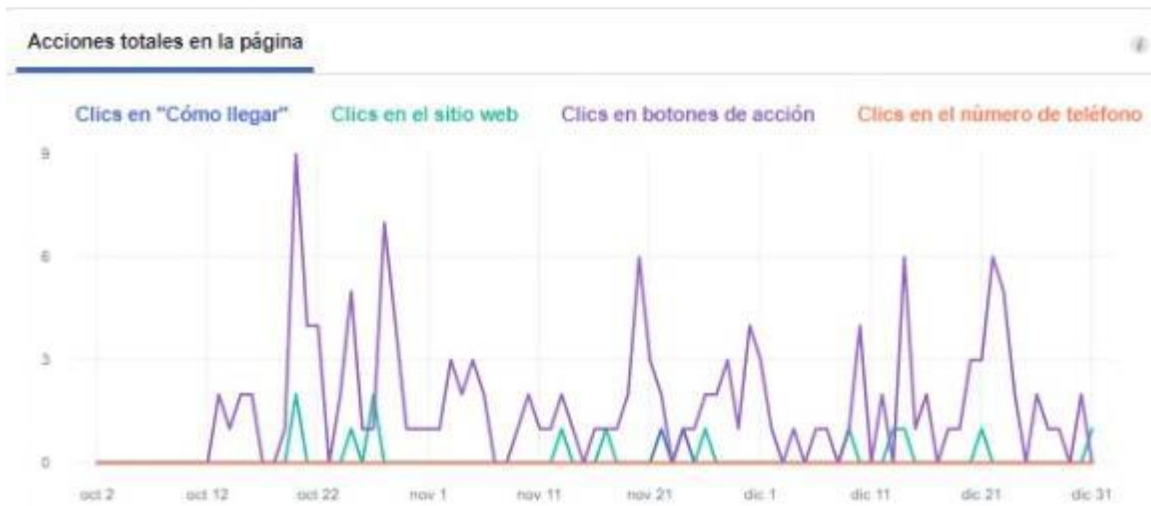 Acciones totales en la página
Clics en "Cómo llegar" Clics en el sitio web Clics en botones de acción Clics en el número de teléfono
9
6
3
0
oct 2 oct 12 oct 22 nov 1 nov 11 nov 21 dic 1 dic 11 dic 21 dic 31